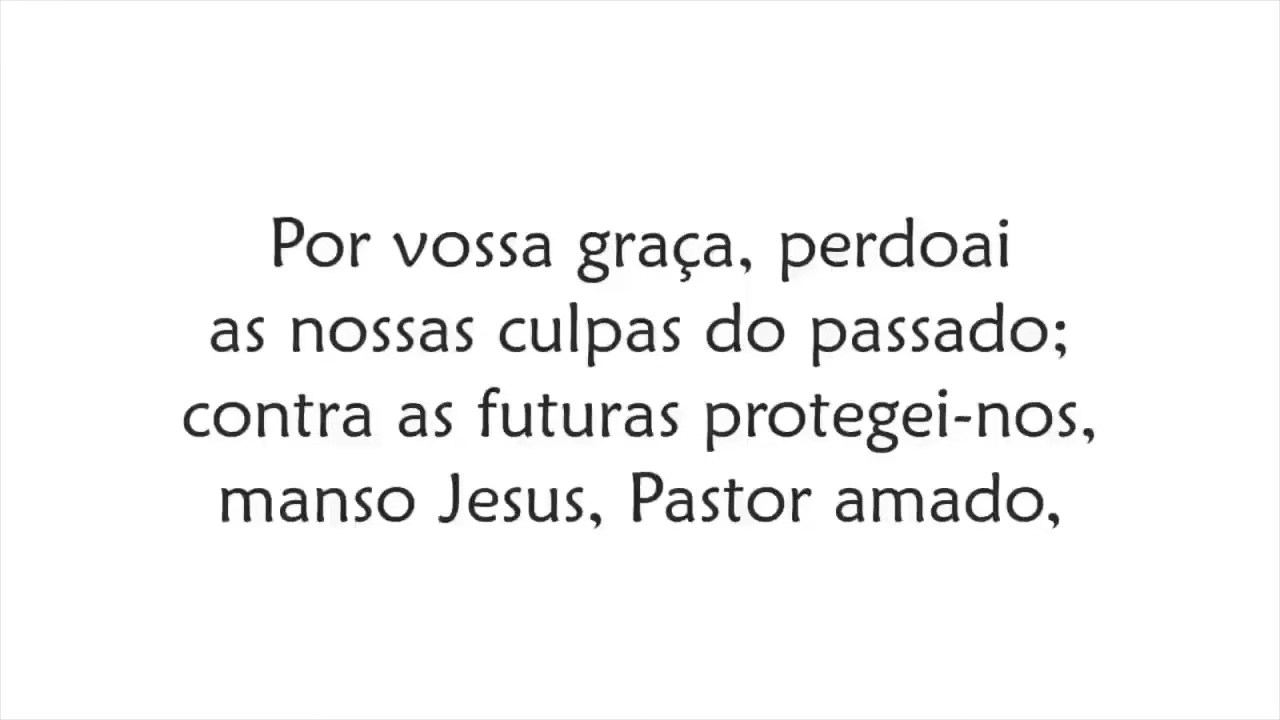 Por vossa graça, perdoai
as nossas culpas do passado;
contra as futuras protegei-nos,
manso Jesus, Pastor amado,